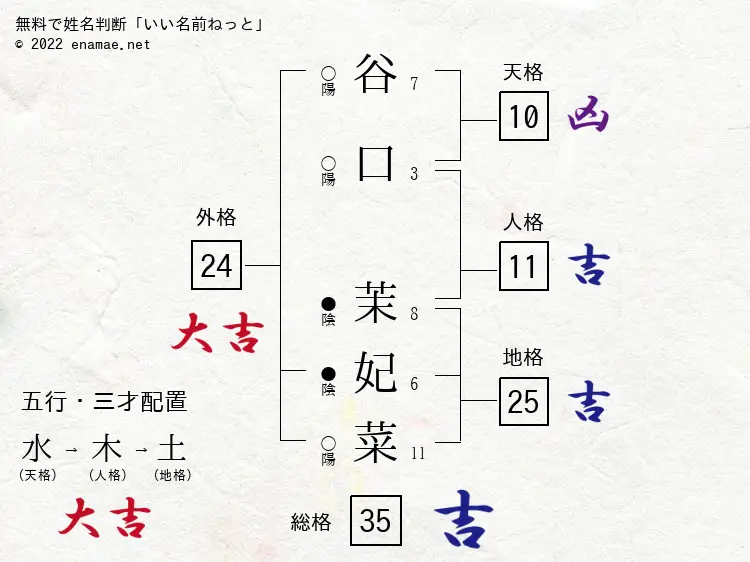 無料で姓名判断「いい名前ねっと」
© 2022 enamae.net
天格
10 凶
人格
11 吉
地格
25 吉
外格
24
大吉
○陽 谷 7
○陽 口 3
●陰 茉 8
●陰 妃 6
○陽 菜 11
五行・三才配置
水→木→土
(天格) (人格) (地格)
大吉
総格 35 吉